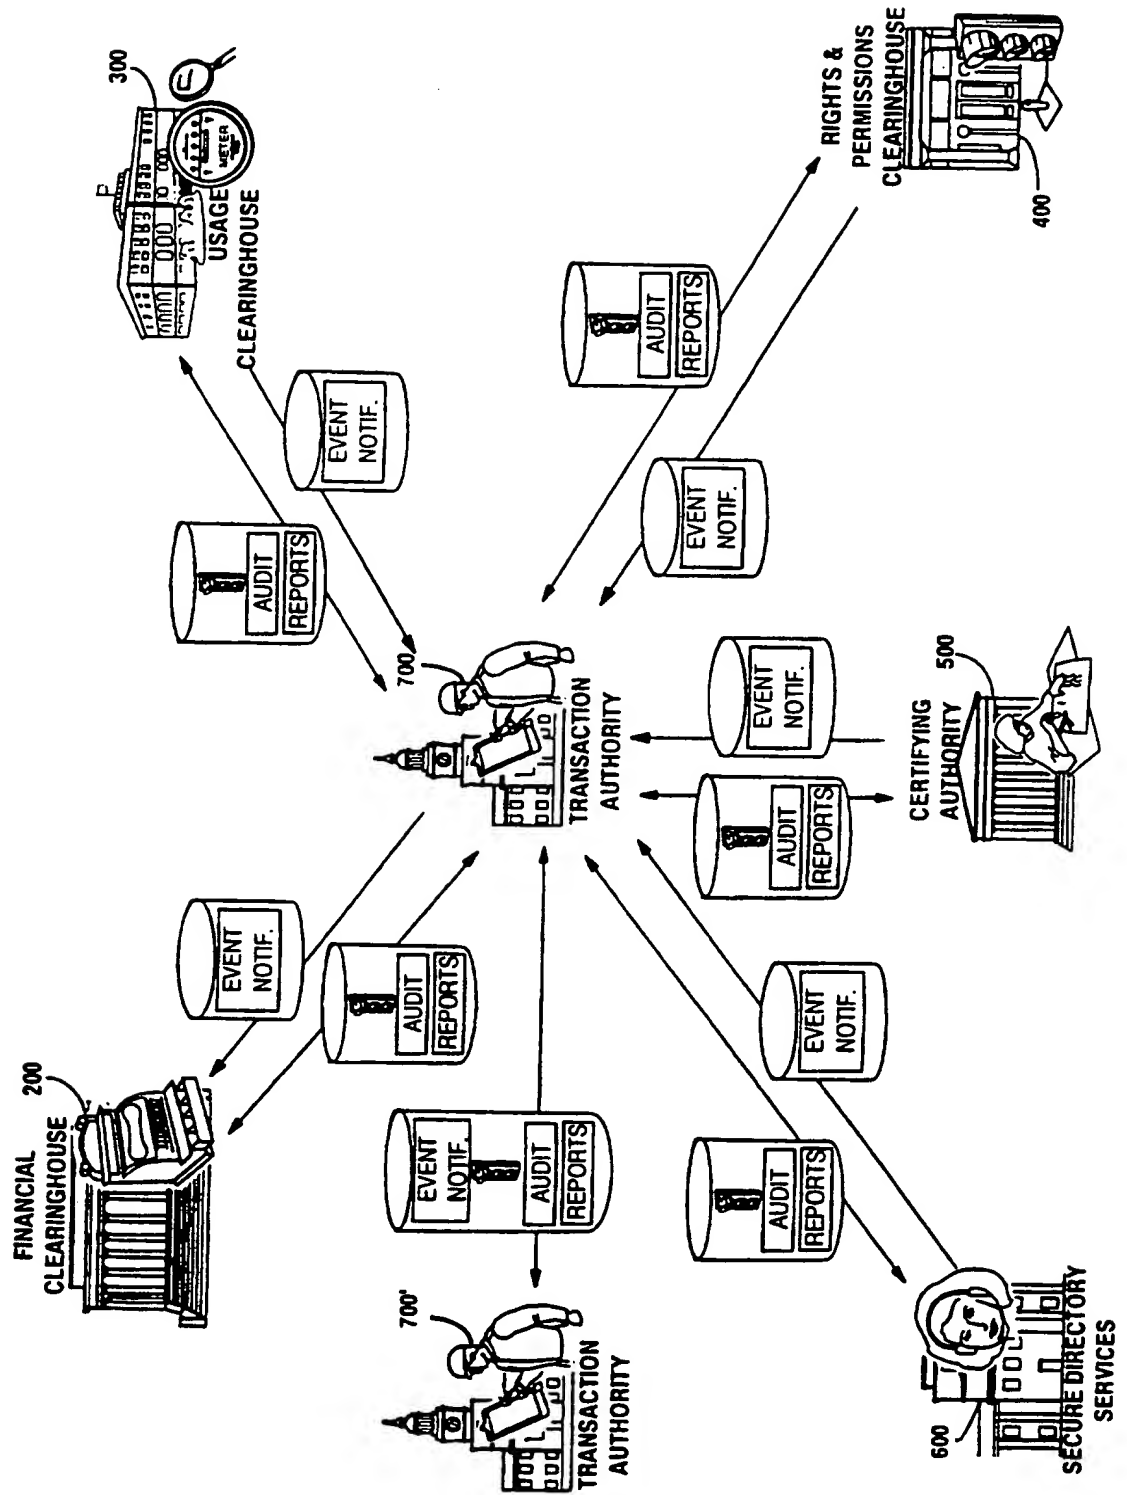 FINANCIAL
CLEARINGHOUSE
200
EVENT
NOTIF.
AUDIT
REPORTS
300
METER
USAGE
CLEARINGHOUSE
EVENT
NOTIF.
AUDIT
REPORTS
700'
TRANSACTION
AUTHORITY
EVENT
NOTIF.
AUDIT
REPORTS
700
TRANSACTION
AUTHORITY
AUDIT
REPORTS
EVENT
NOTIF.
RIGHTS &
PERMISSIONS
CLEARINGHOUSE
400
600
SECURE DIRECTORY
SERVICES
AUDIT
REPORTS
EVENT
NOTIF.
AUDIT
REPORTS
EVENT
NOTIF.
CERTIFYING
AUTHORITY
500